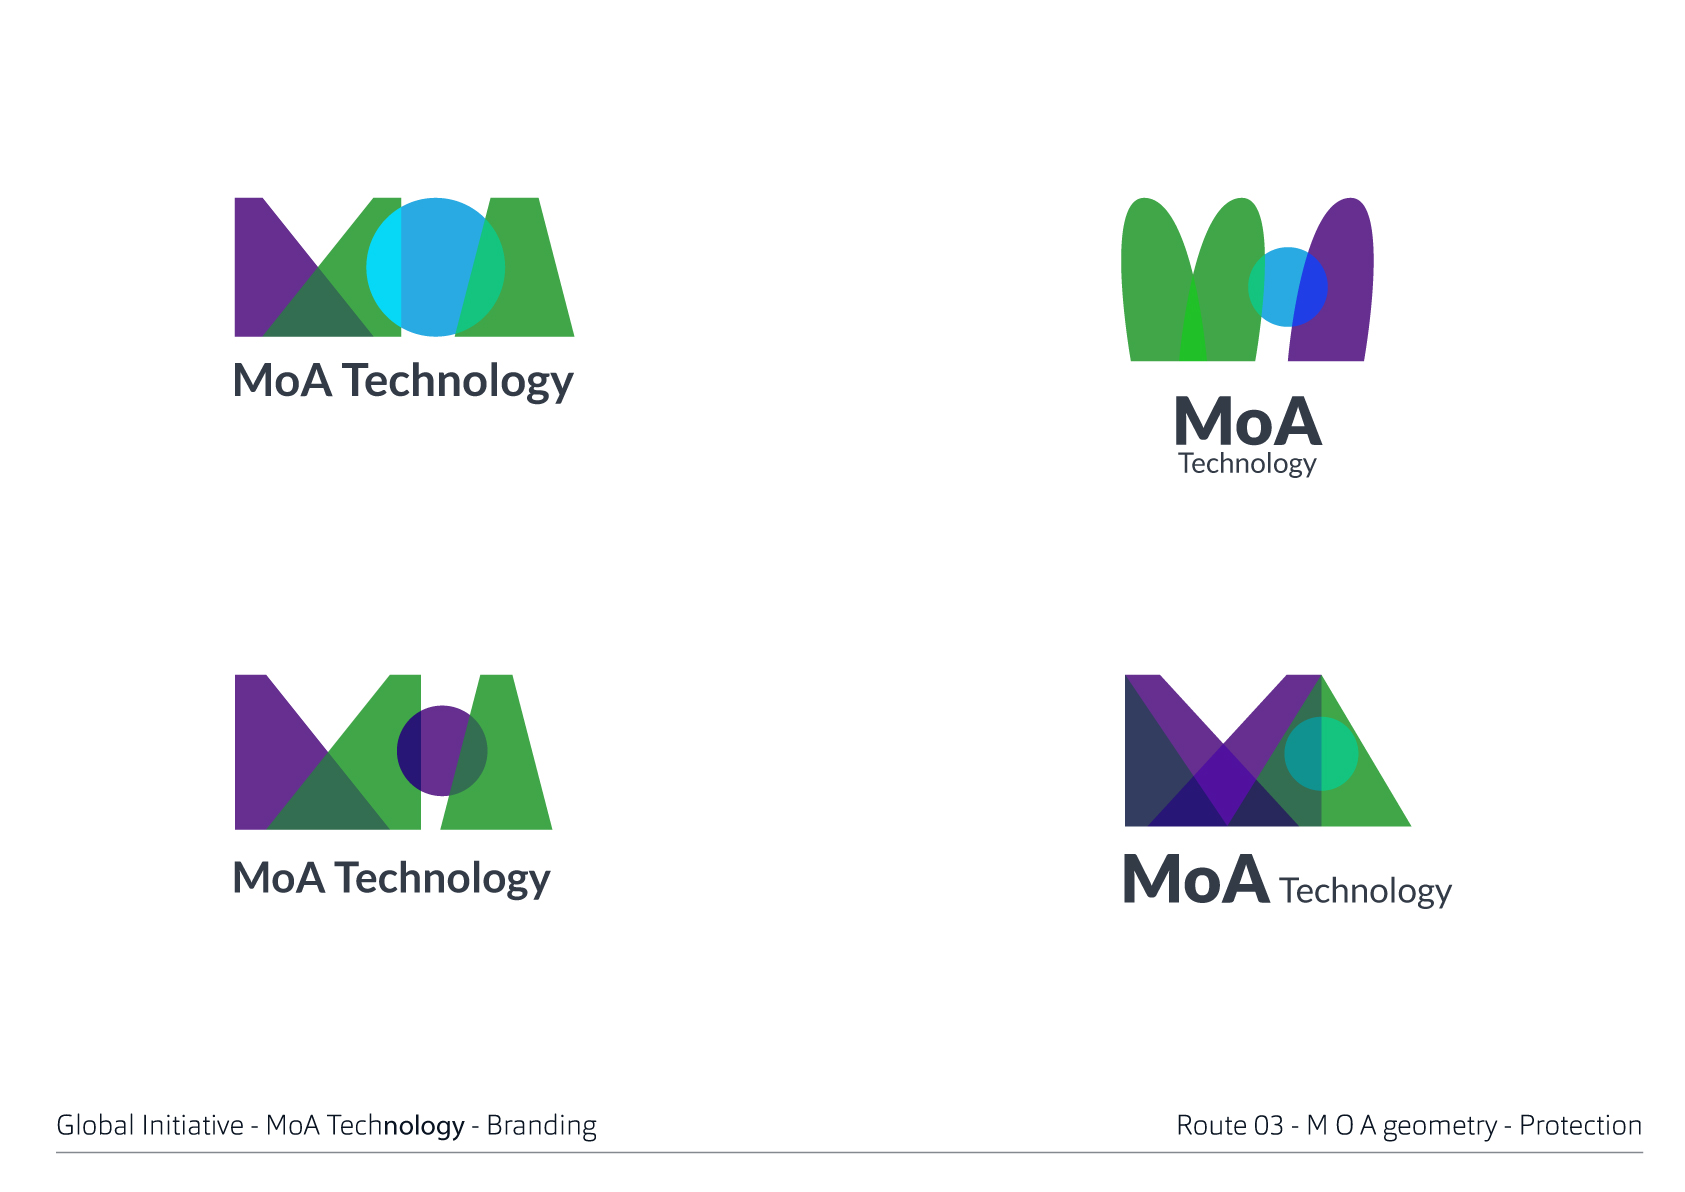 MoA Technology
MoA
Technology
MoA Technology
MoA Technology
Global Initiative - MoA Technology - Branding
Route 03 - M O A geometry - Protection